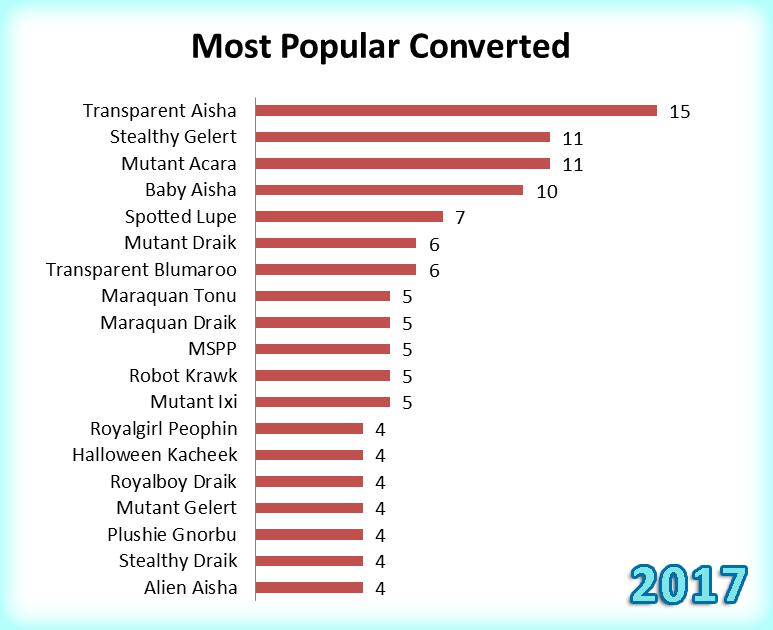 Most Popular Converted
Transparent Aisha 15
Stealthy Gelert 11
Mutant Acara 11
Baby Aisha 10
Spotted Lupe 7
Mutant Draik 6
Transparent Blumaroo 6
Maraquan Tonu 5
Maraquan Draik 5
MSPP 5
Robot Krawk 5
Mutant Ixi 5
Royalgirl Peophin 4
Halloween Kacheek 4
Royalboy Draik 4
Mutant Gelert 4
Plushie Gnorbu 4
Stealthy Draik 4
Alien Aisha 4
2017